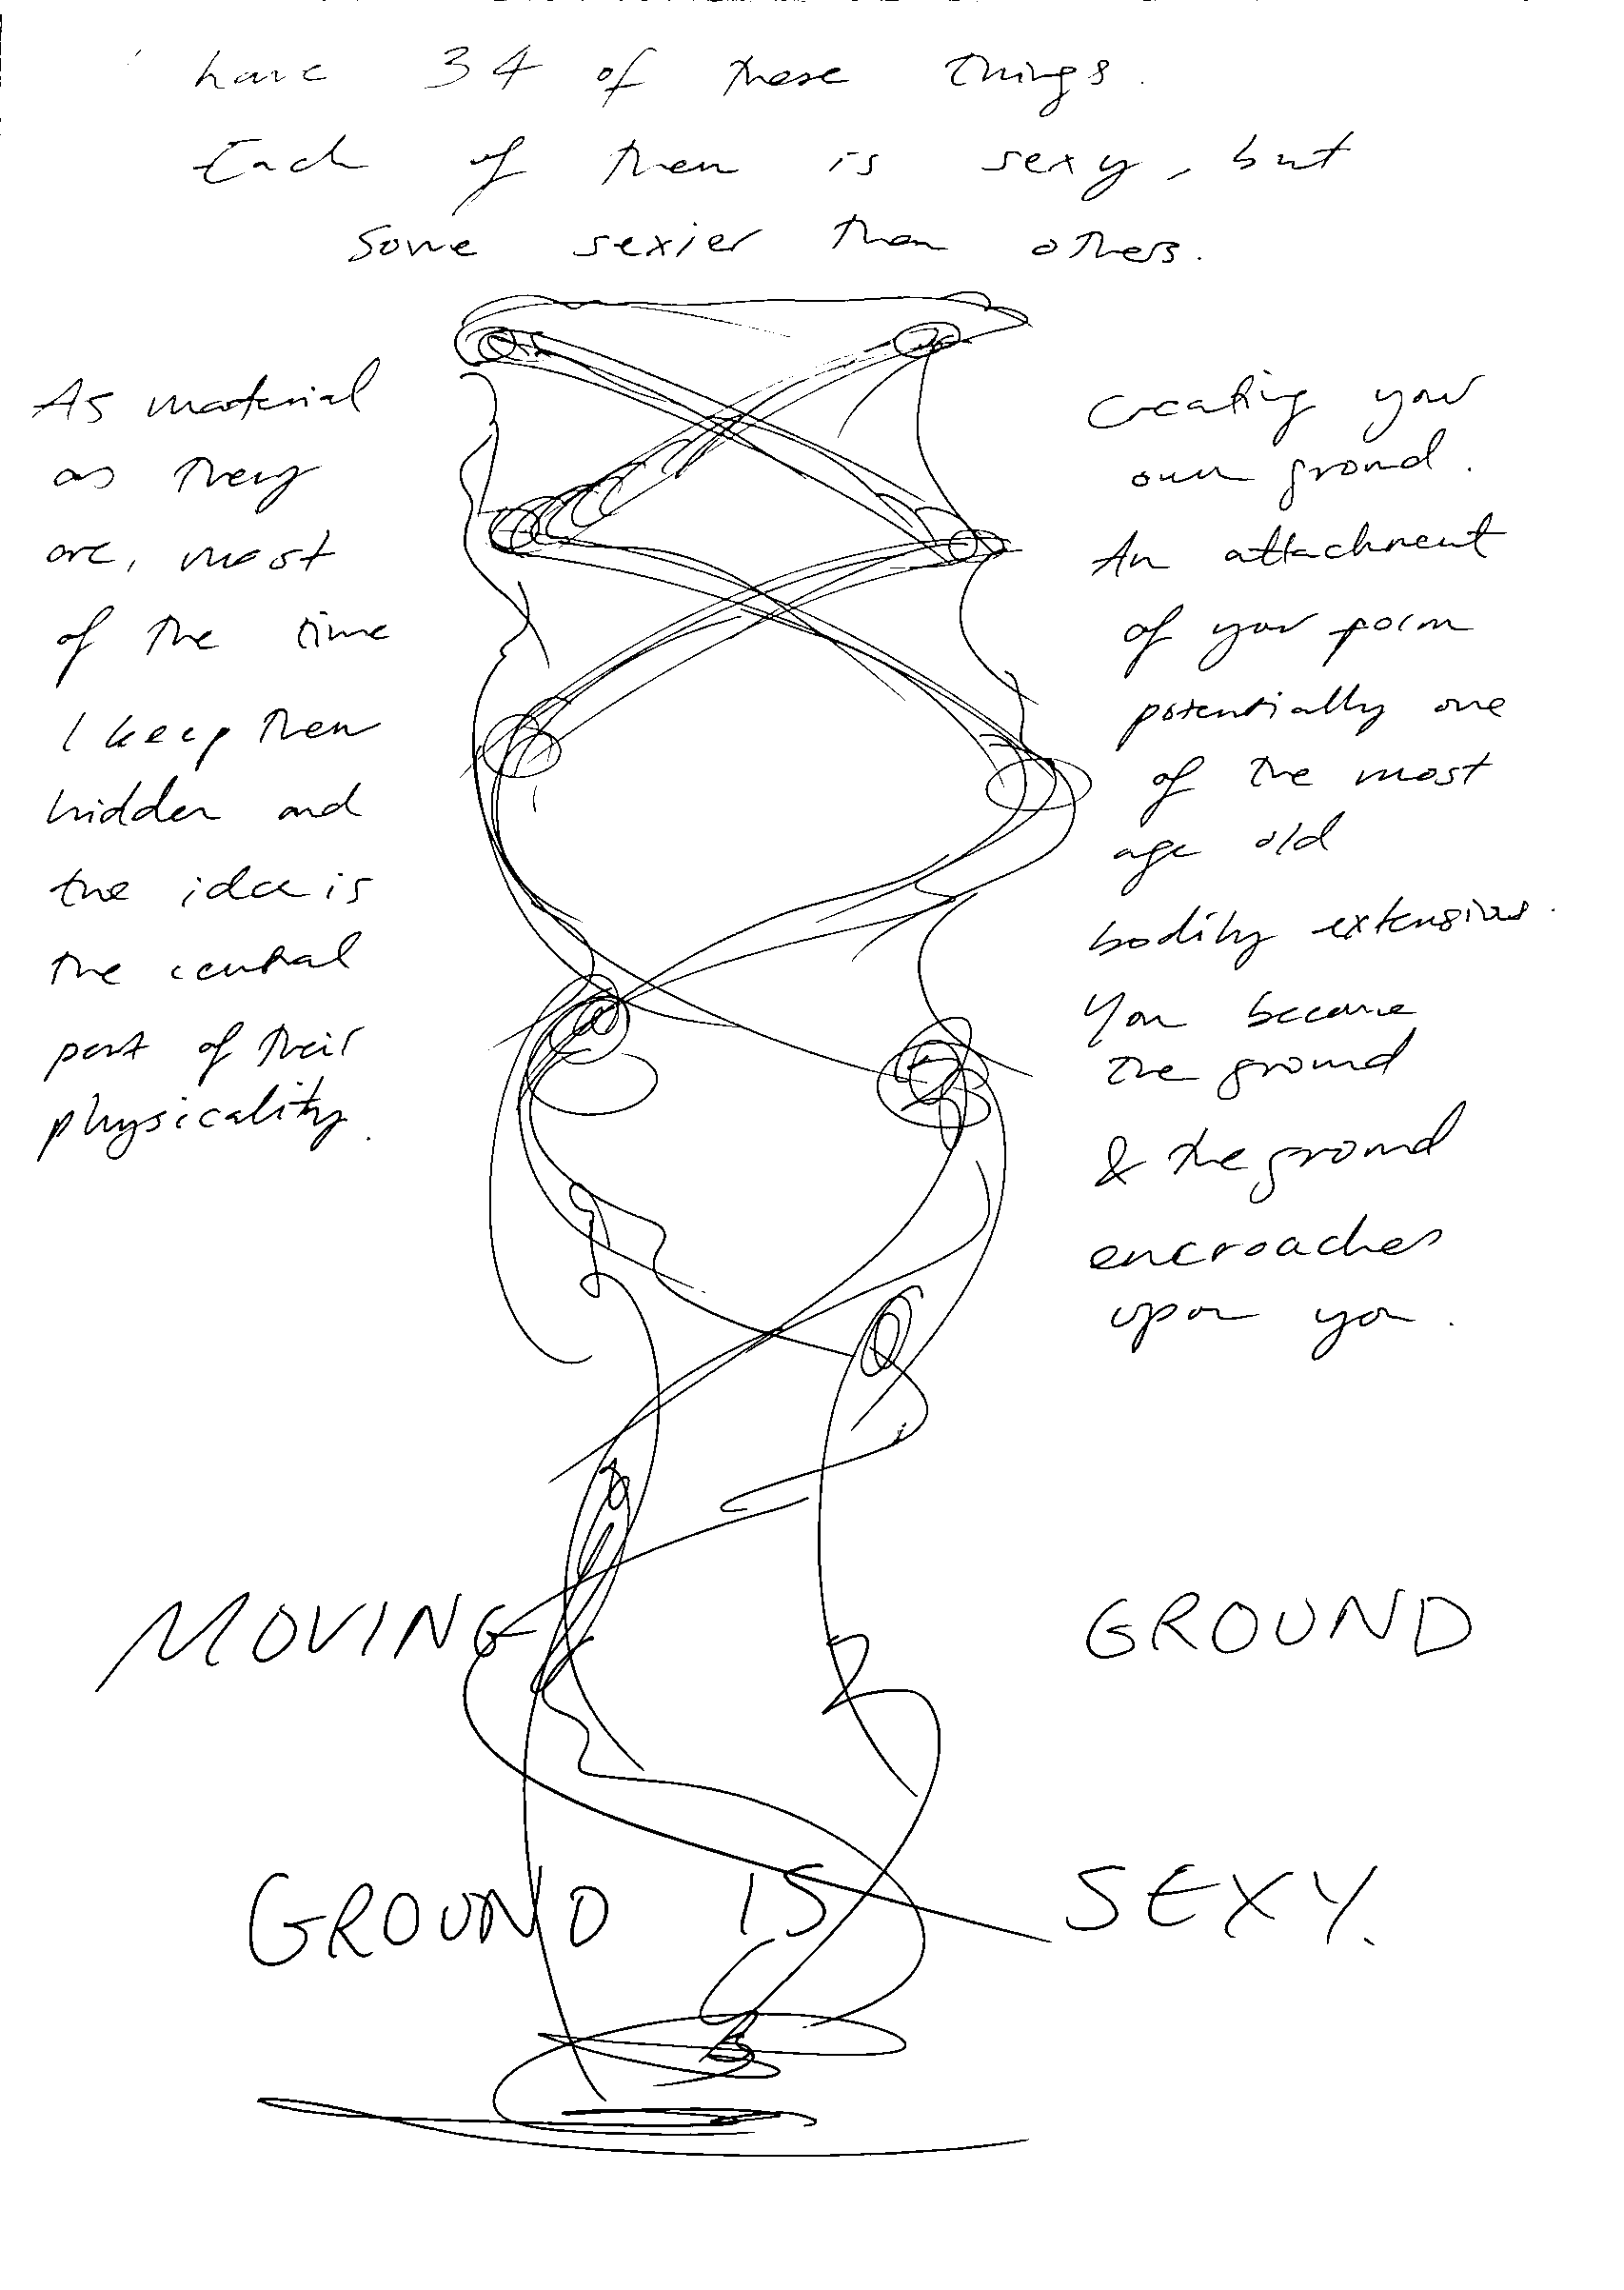 have 34 of these things.
Each of them is sexy, but
some sexier than others.
As material
as they
are, most
of the time
I keep them
hidden and
the idea is
the central
part of their
physicality.
Creating your
own ground.
An attachment
of your form
potentially one
of the most
age old
bodily extensions.
You become
the ground
& the ground
encroaches
upon you.
MOVING GROUND
GROUND IS SEXY.